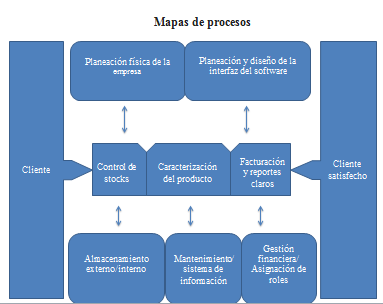 Mapas de procesos
Planeación física de la
empresa
Planeación y diseño de la
interfaz del software
Cliente
Control de
stocks
Caracterización
del producto
Facturación
y reportes
claros
Cliente
satisfecho
Almacenamiento
externo/interno
Mantenimiento/
sistema de
información
Gestión
financiera/
Asignación de
roles